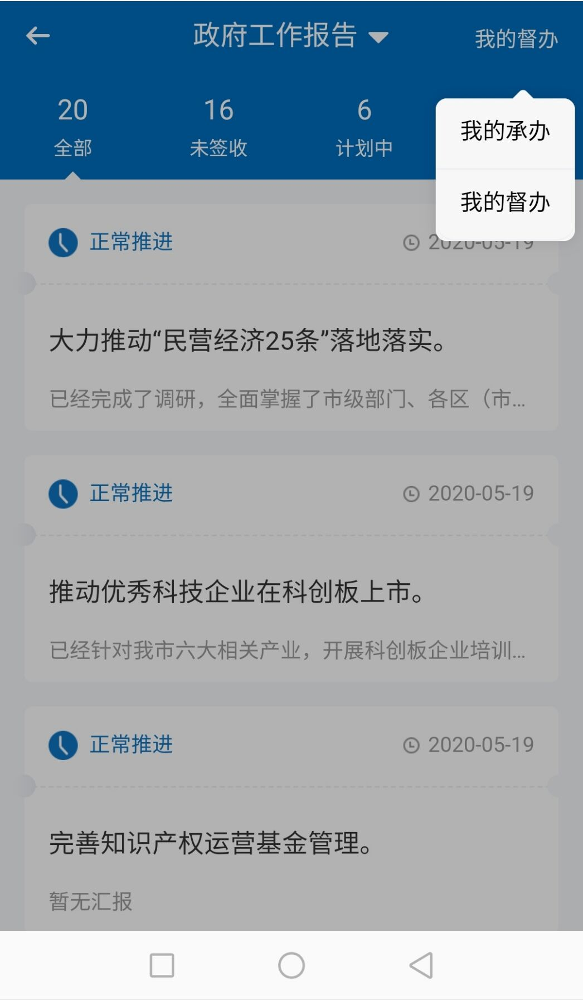 政府工作报告
我的督办
20
16
6
全部
未签收
计划中
我的承办
我的督办
正常推进
2020-05-19
大力推动“民营经济25条”落地落实。
已经完成了调研，全面掌握了市级部门、各区（市...
正常推进
2020-05-19
推动优秀科技企业在科创板上市。
已经针对我市六大相关产业，开展科创板企业培训...
正常推进
2020-05-19
完善知识产权运营基金管理。
暂无汇报